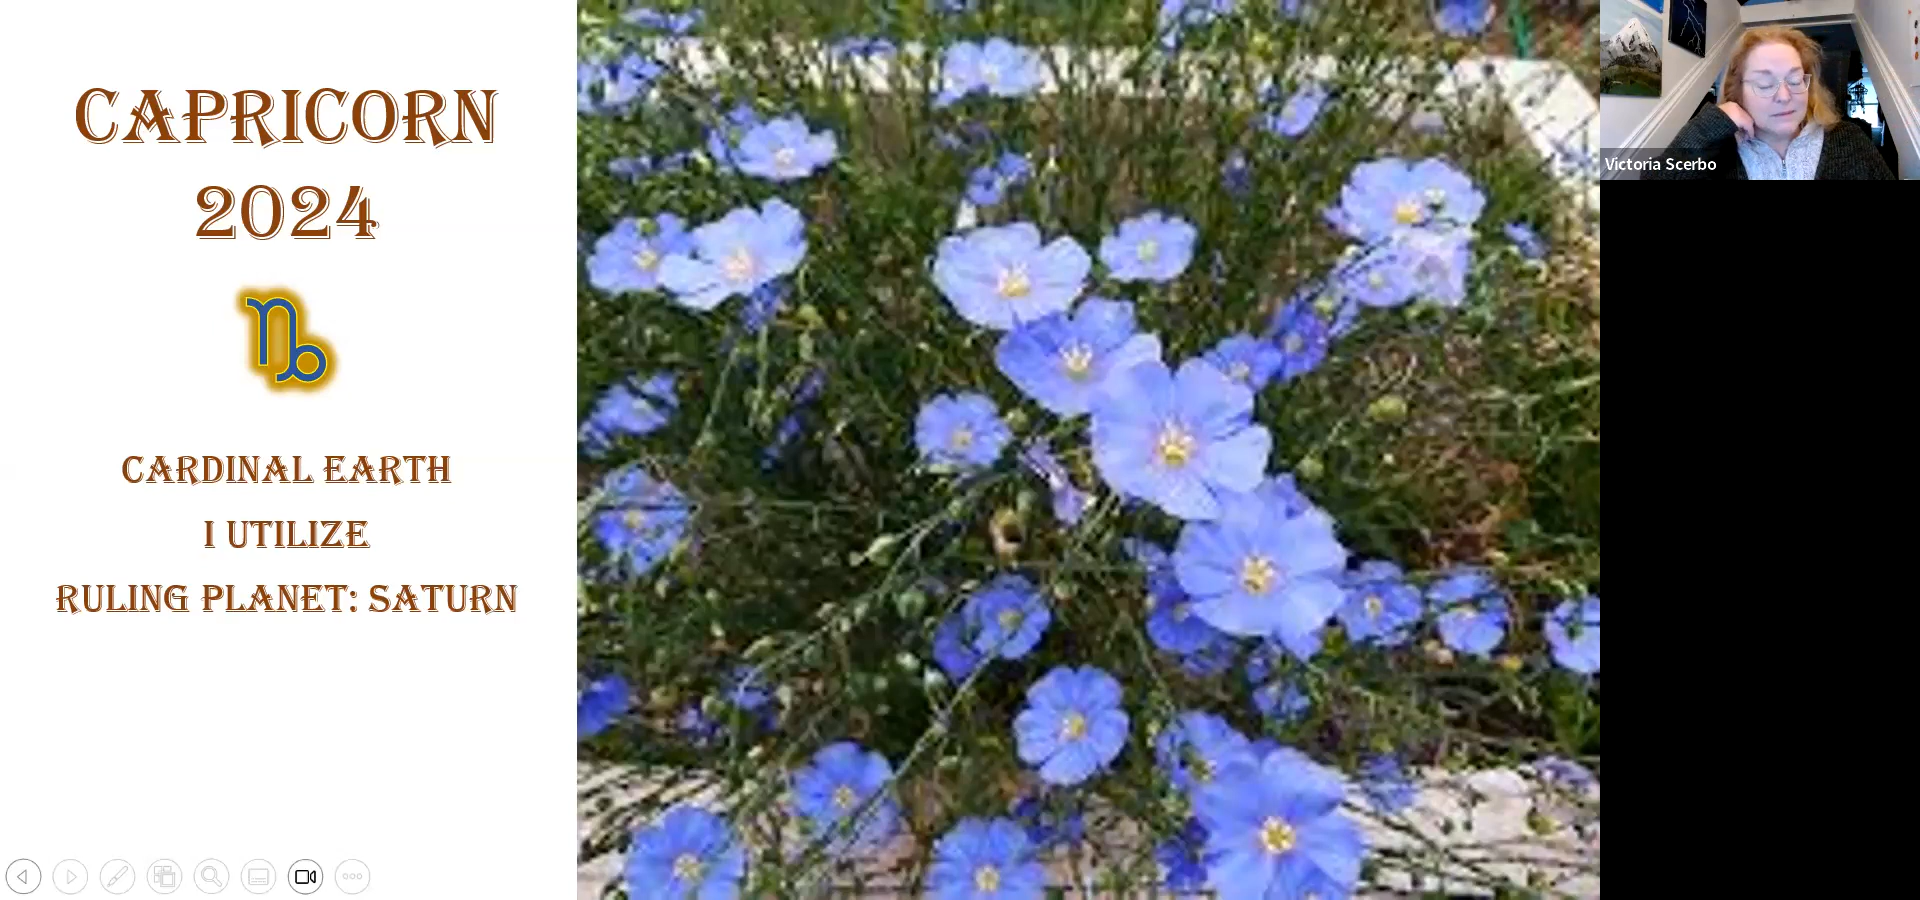 CAPRICORN
2024
♑
CARDINAL EARTH
I UTILIZE
RULING PLANET: SATURN
Victoria Scerbo